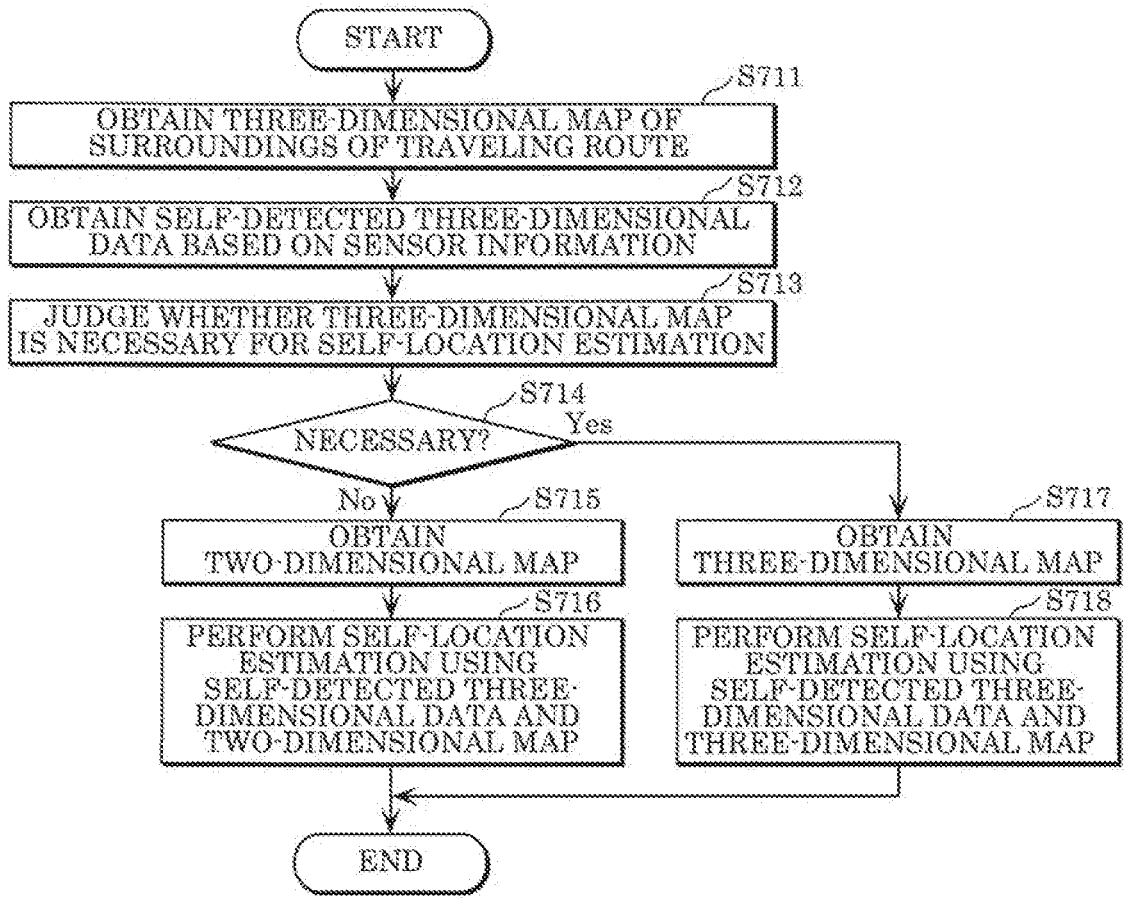 START
S711
OBTAIN THREE-DIMENSIONAL MAP OF
SURROUNDINGS OF TRAVELING ROUTE
S712
OBTAIN SELF-DETECTED THREE-DIMENSIONAL
DATA BASED ON SENSOR INFORMATION
S713
JUDGE WHETHER THREE-DIMENSIONAL MAP
IS NECESSARY FOR SELF-LOCATION ESTIMATION
S714
NECESSARY?
Yes
No
S715
OBTAIN
TWO-DIMENSIONAL MAP
S717
OBTAIN
THREE-DIMENSIONAL MAP
S716
PERFORM SELF-LOCATION
ESTIMATION USING
SELF-DETECTED THREE-
DIMENSIONAL DATA AND
TWO-DIMENSIONAL MAP
S718
PERFORM SELF-LOCATION
ESTIMATION USING
SELF-DETECTED THREE-
DIMENSIONAL DATA AND
THREE-DIMENSIONAL MAP
END